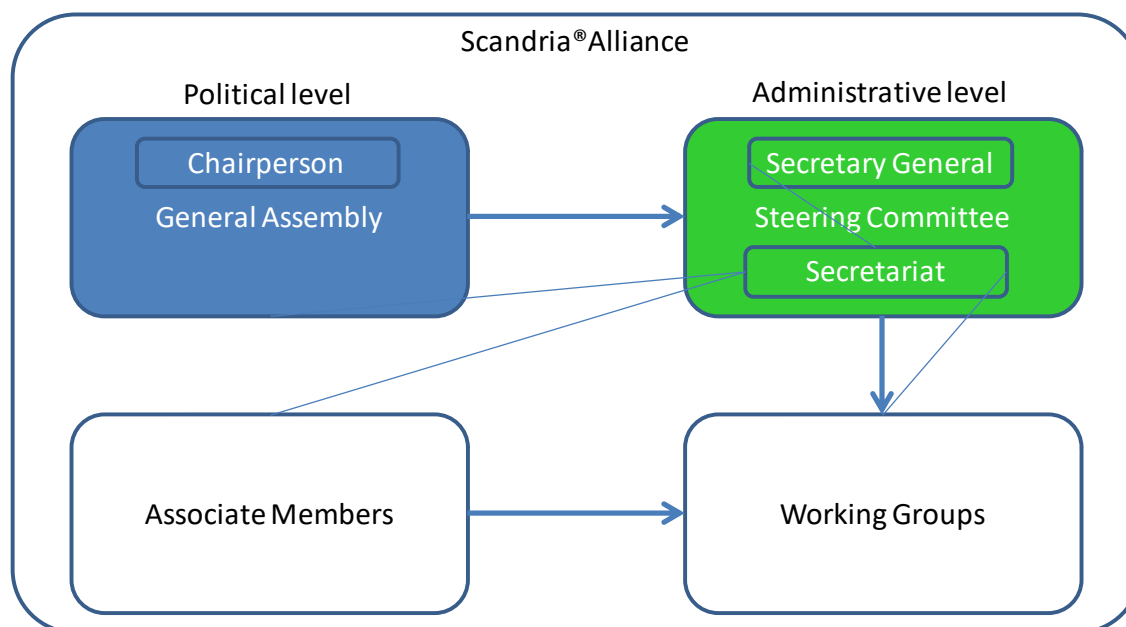 Scandria®Alliance
Political level
Administrative level
Chairperson
General Assembly
Secretary General
Steering Committee
Secretariat
Associate Members
Working Groups